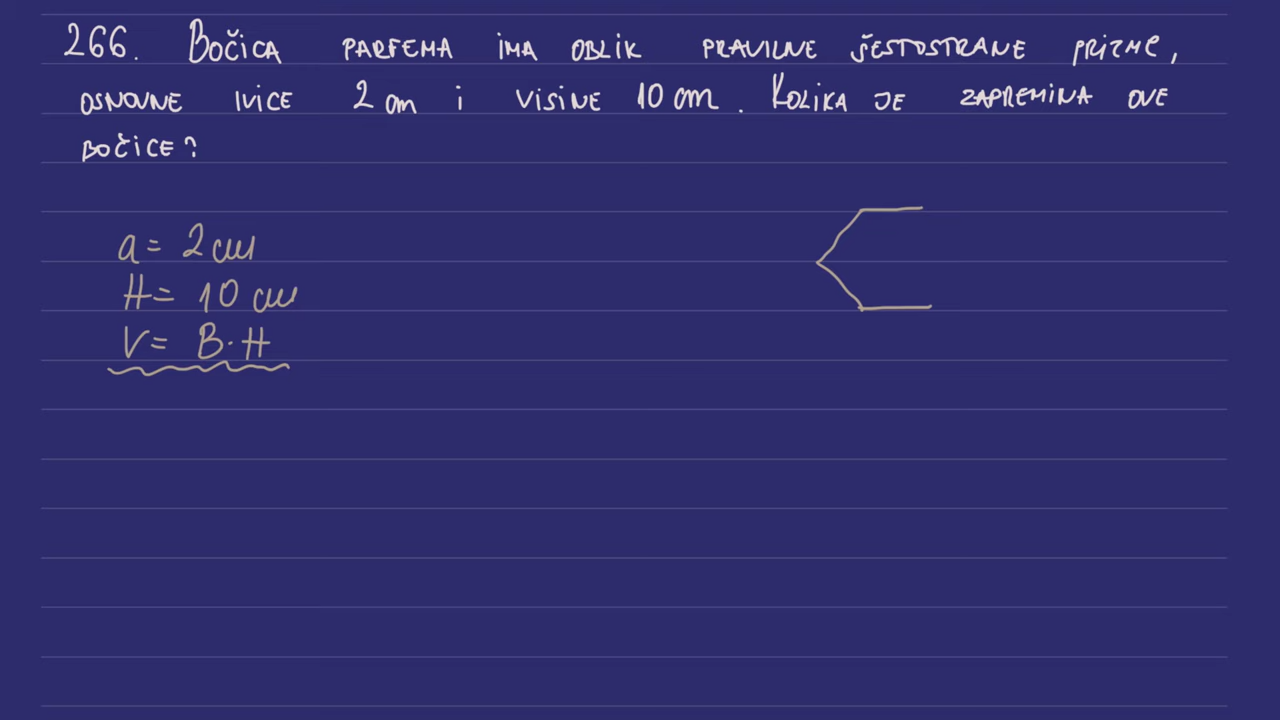 266. Bočica PARFEMA IMA OBLIK PRAVILNE ŠESTOSTRANE PRIZME,
OSNOVNE IVICE 2 cm i VISINE 10 cm. KOLIKA JE ZAPREMINA OVE
BOČICE?
a = 2 cm
H = 10 cm
V = B·H